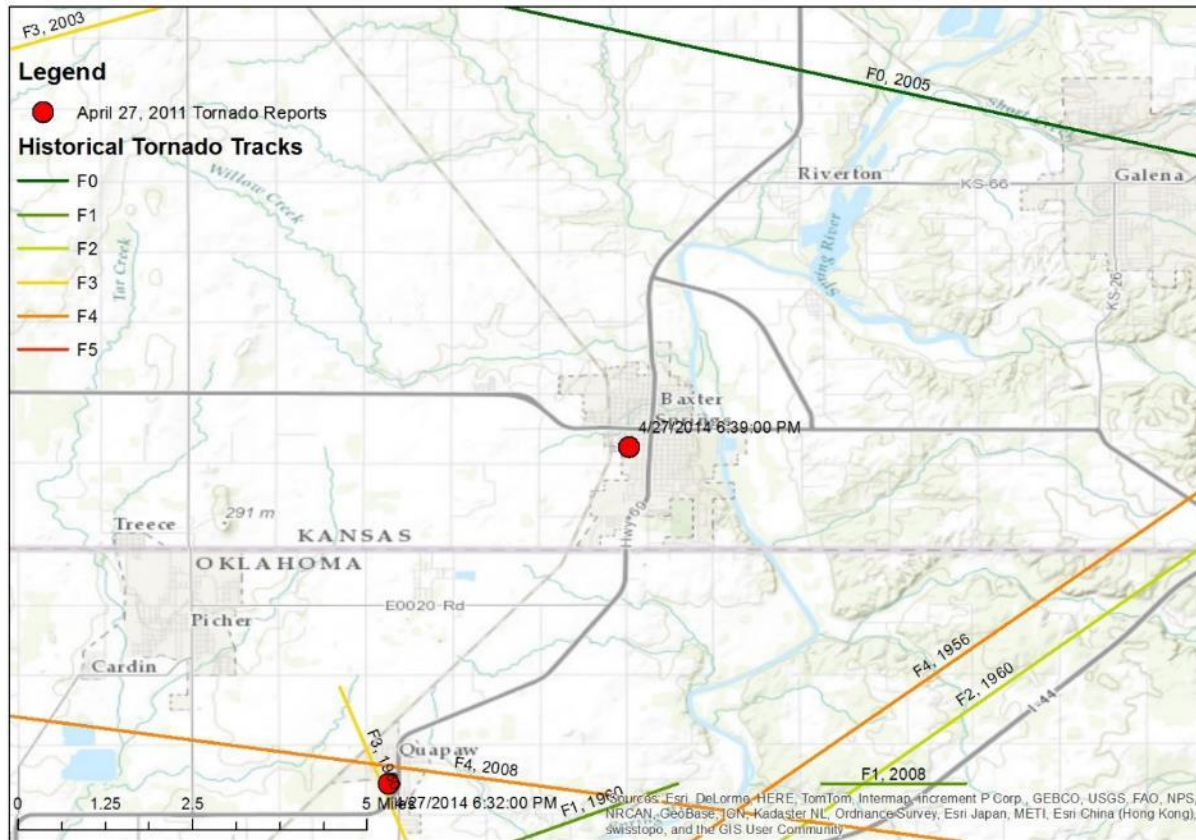 F3, 2003
Legend
April 27, 2011 Tornado Reports
Historical Tornado Tracks
F0
F1
F2
F3
F4
F5
Willow Creek
Tar Creek
F0, 2005
Short
Riverton
KS-66
Galena
Spring River
KS-26
Baxter
Springs
4/27/2014 6:39:00 PM
Hwy 69
291 m
Treece
KANSAS
OKLAHOMA
E0020 Rd
Picher
Cardin
F4, 1956
F2, 1960
I-44
Quapaw
F4, 2008
F1, 2008
F1, 1960
4/27/2014 6:32:00 PM
0 1.25 2.5 5 Miles
Sources: Esri, DeLorme, HERE, TomTom, Intermap, increment P Corp., GEBCO, USGS, FAO, NPS,
NRCAN, GeoBase, IGN, Kadaster NL, Ordnance Survey, Esri Japan, METI, Esri China (Hong Kong),
swisstopo, and the GIS User Community